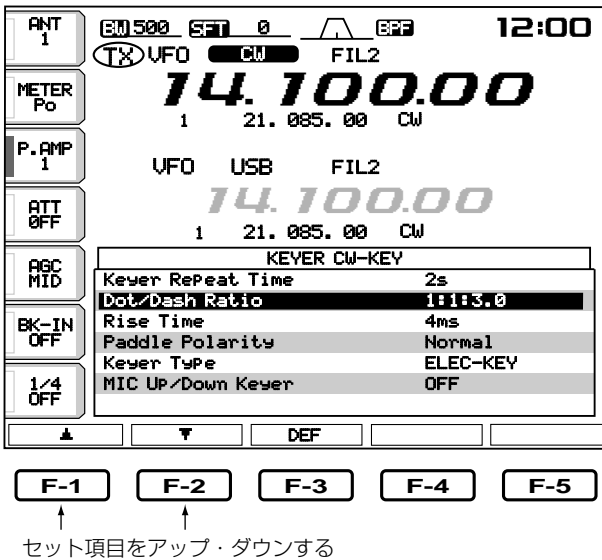 ANT 1
BW 500 SFT 0 BPF 12:00
TX VFO CW FIL2
METER Po
14.100.00
1 21.085.00 CW
P.AMP 1
VFO USB FIL2
ATT OFF
14.100.00
1 21.085.00 CW
AGC MID
KEYER CW-KEY
Keyer Repeat Time 2s
Dot/Dash Ratio 1:1:3.0
BK-IN OFF
Rise Time 4ms
Paddle Polarity Normal
Keyer Type ELEC-KEY
1/4 OFF
MIC Up/Down Keyer OFF
▲ ▼ DEF
F-1 F-2 F-3 F-4 F-5
セット項目をアップ・ダウンする